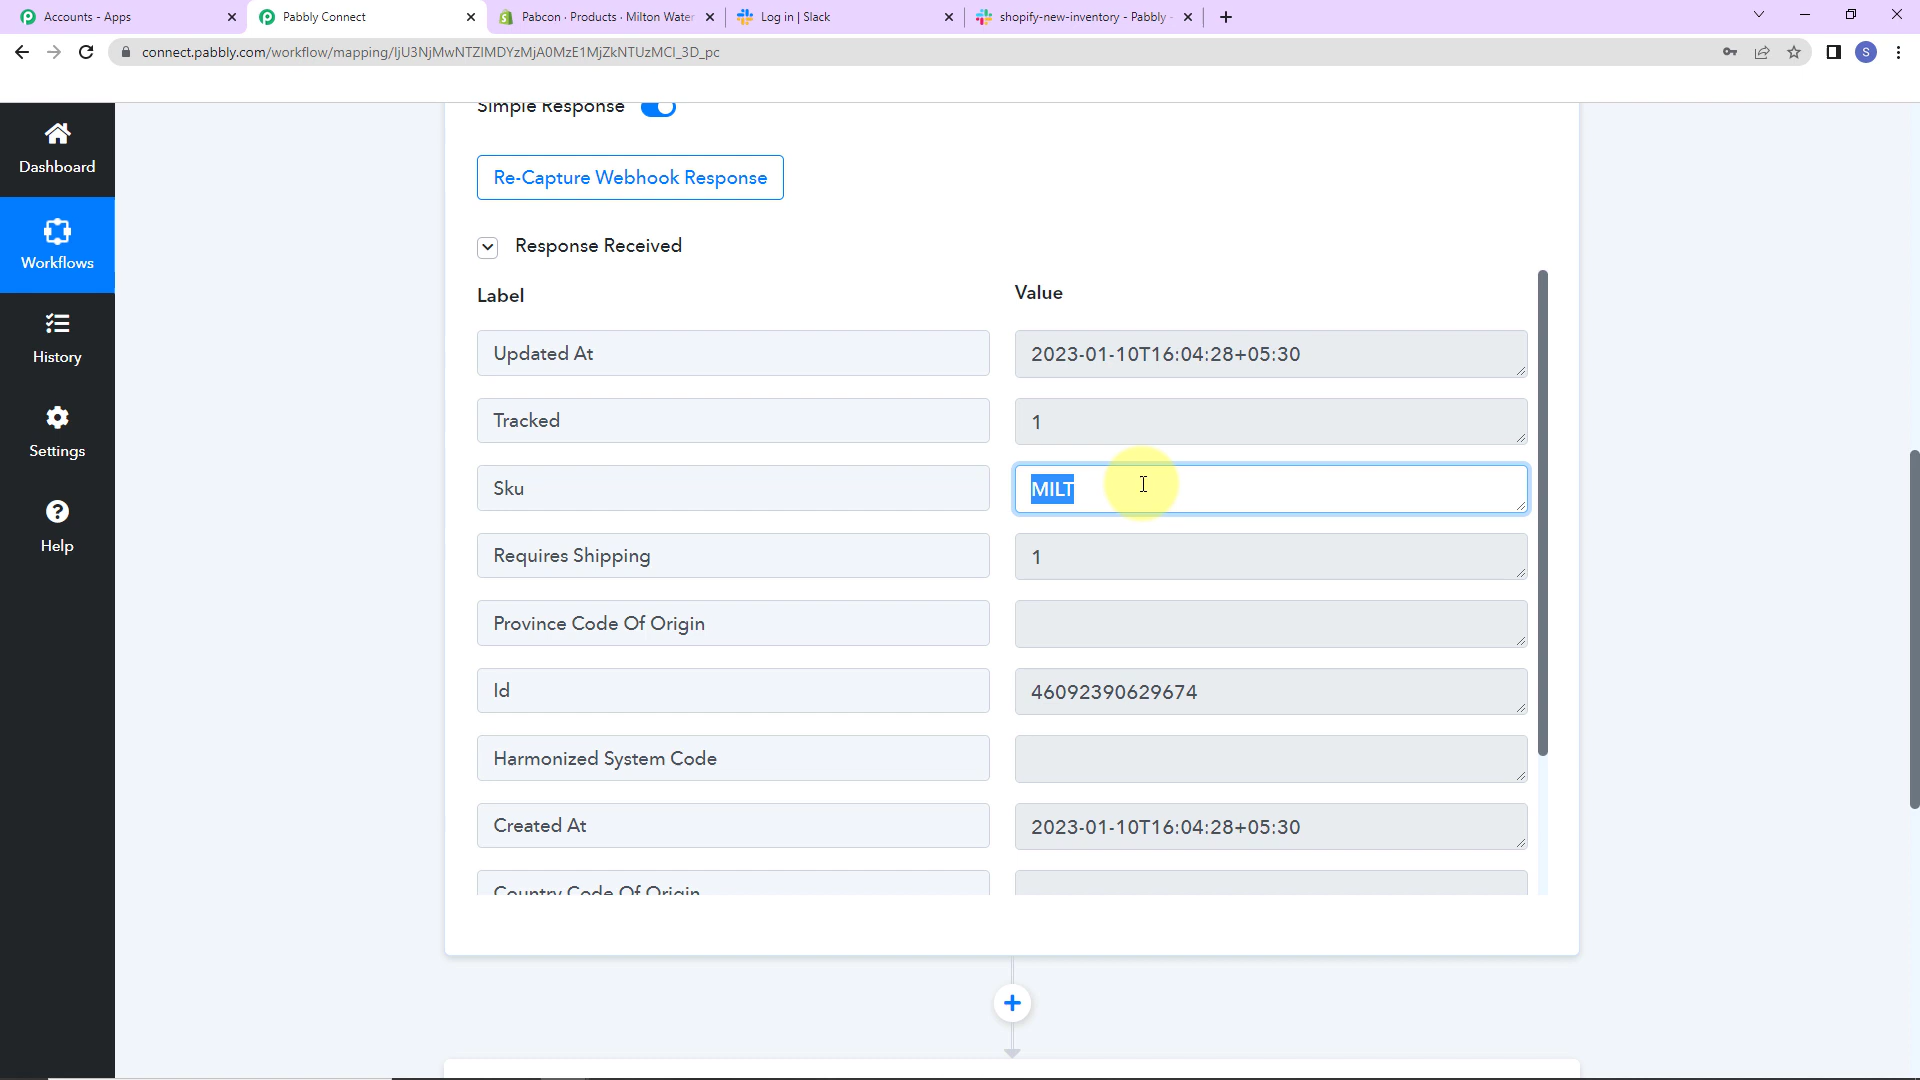 Accounts - Apps
Pabbly Connect
Pabcon · Products · Milton Water
Log in | Slack
shopify-new-inventory - Pabbly -
connect.pabbly.com/workflow/mapping/
S
Simple Response
Dashboard
Re-Capture Webhook Response
Workflows
Response Received
Label
Value
History
Updated At
2023-01-10T16:04:28+05:30
Tracked
1
Settings
Sku
MILT
Help
Requires Shipping
1
Province Code Of Origin
Id
46092390629674
Harmonized System Code
Created At
2023-01-10T16:04:28+05:30
Country Code Of Origin